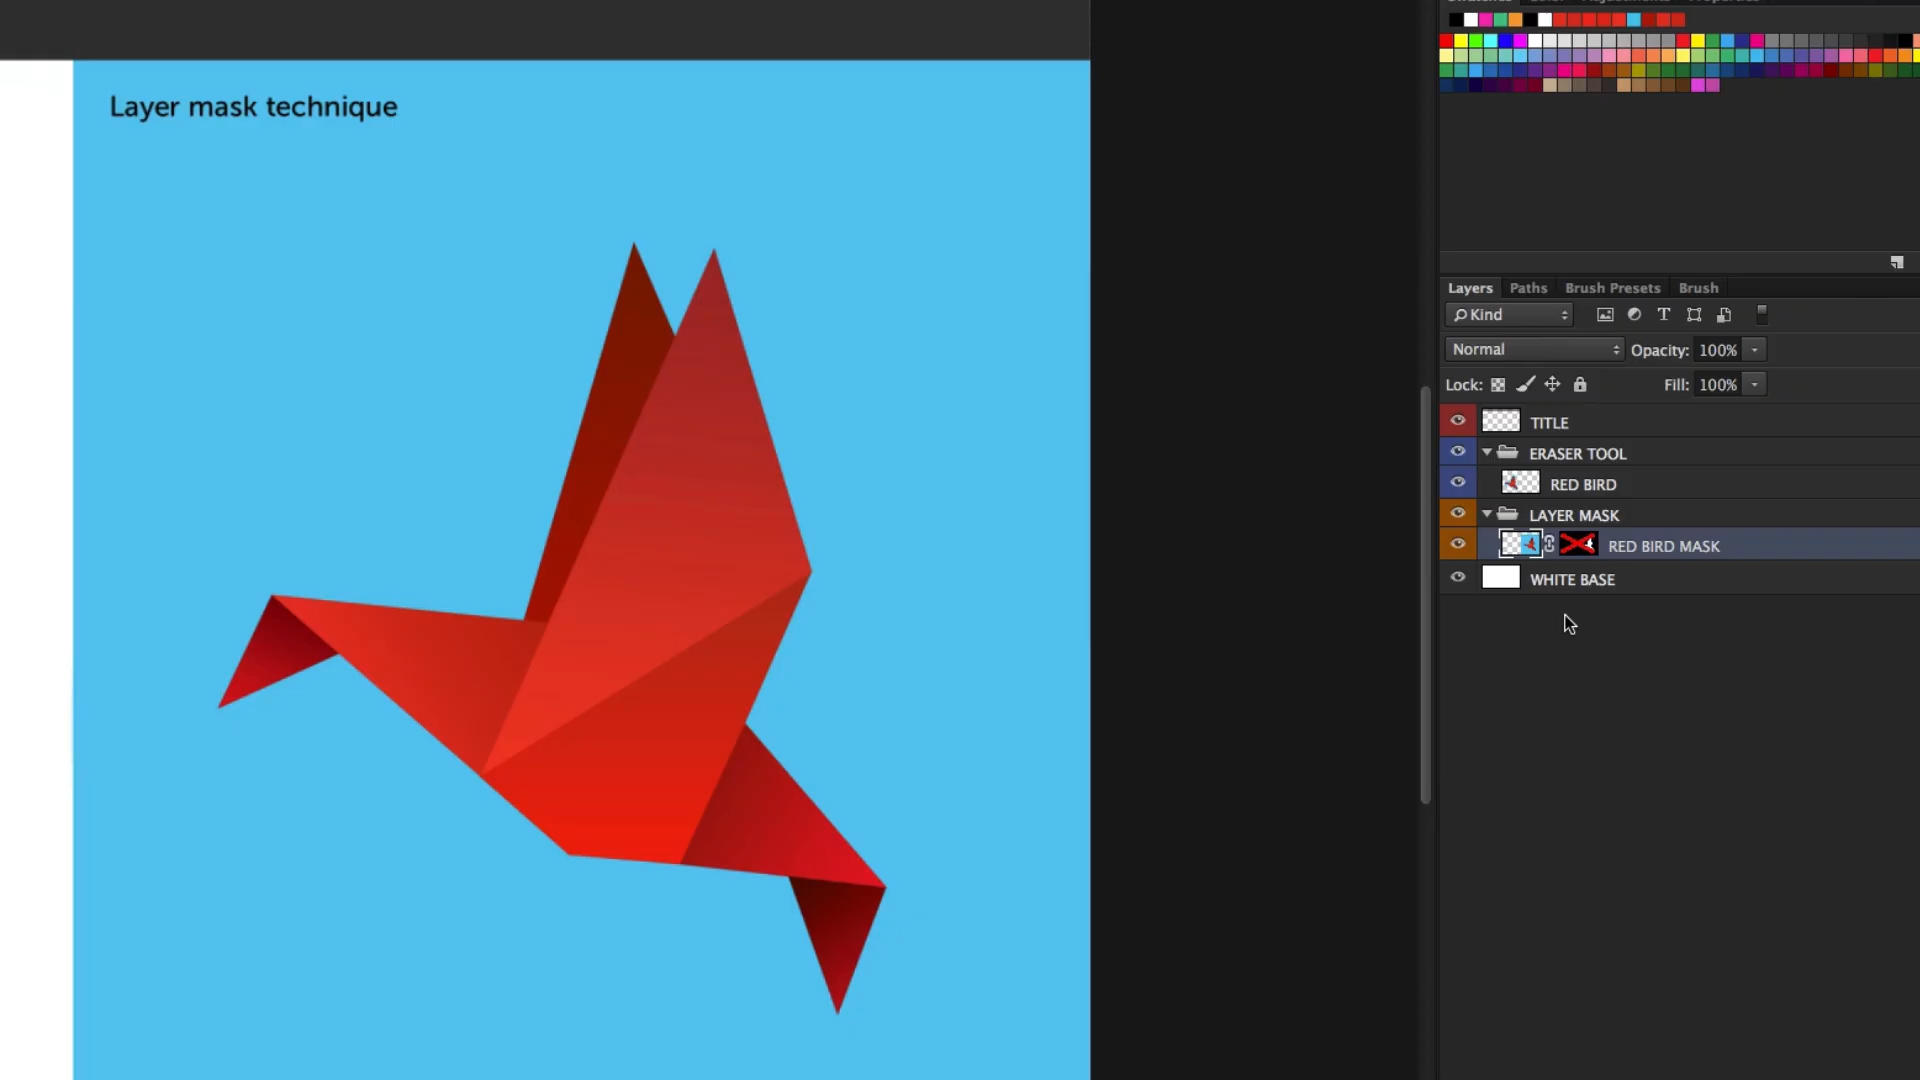 Layer mask technique
Layers Paths Brush Presets Brush
Kind T
Normal Opacity: 100%
Lock: Fill: 100%
TITLE
ERASER TOOL
RED BIRD
LAYER MASK
RED BIRD MASK
WHITE BASE